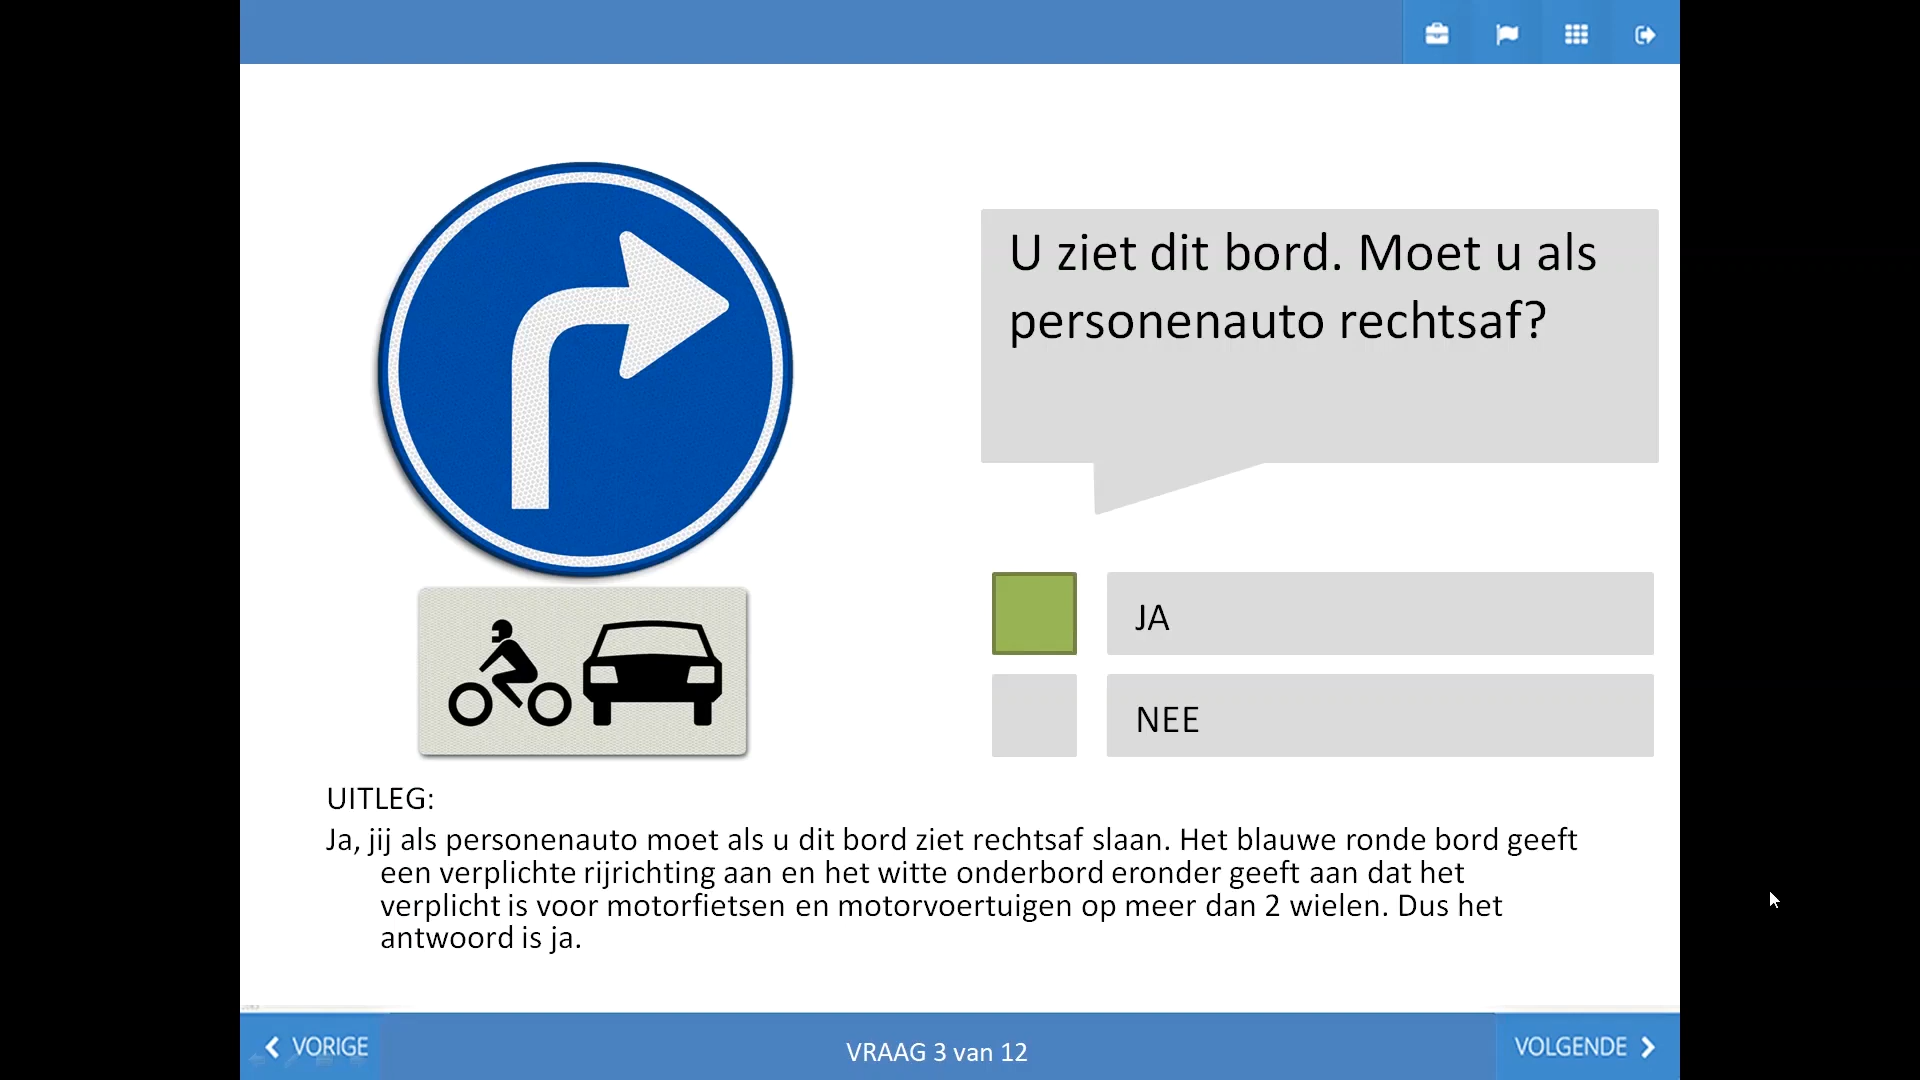 U ziet dit bord. Moet u als
personenauto rechtsaf?
JA
NEE
UITLEG:
Ja, jij als personenauto moet als u dit bord ziet rechtsaf slaan. Het blauwe ronde bord geeft
een verplichte rijrichting aan en het witte onderbord eronder geeft aan dat het
verplicht is voor motorfietsen en motorvoertuigen op meer dan 2 wielen. Dus het
antwoord is ja.
VORIGE
VRAAG 3 van 12
VOLGENDE